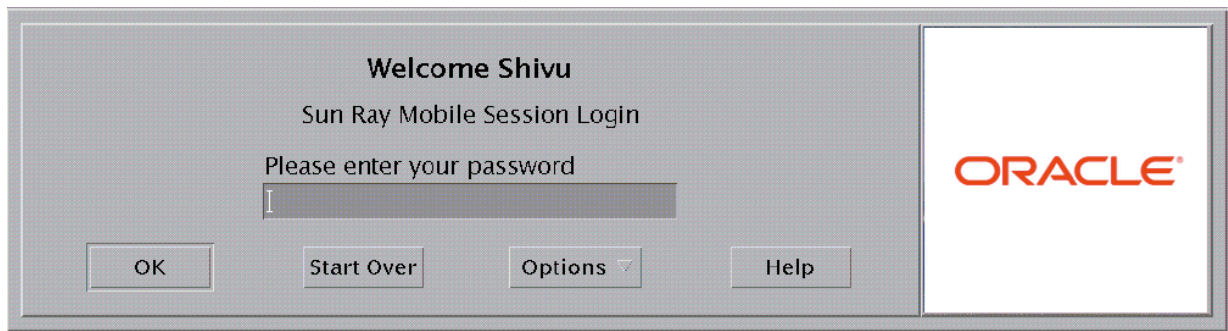 Welcome Shivu
Sun Ray Mobile Session Login
Please enter your password
OK
Start Over
Options
Help
ORACLE